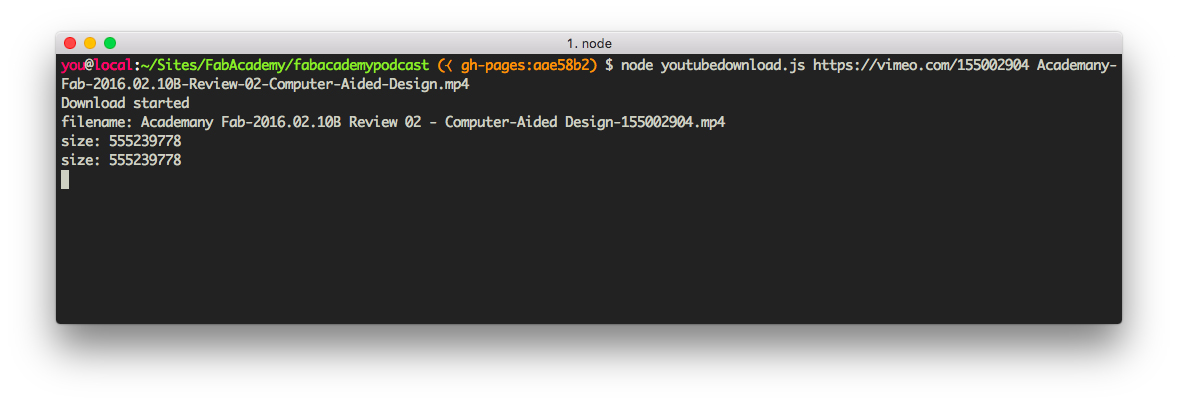 1. node
you@local:~/Sites/FabAcademy/fabacademypodcast (⟨ gh-pages:aae58b2) $ node youtubedownload.js https://vimeo.com/155002904 Academany-
Fab-2016.02.10B-Review-02-Computer-Aided-Design.mp4
Download started
filename: Academany Fab-2016.02.10B Review 02 - Computer-Aided Design-155002904.mp4
size: 555239778
size: 555239778